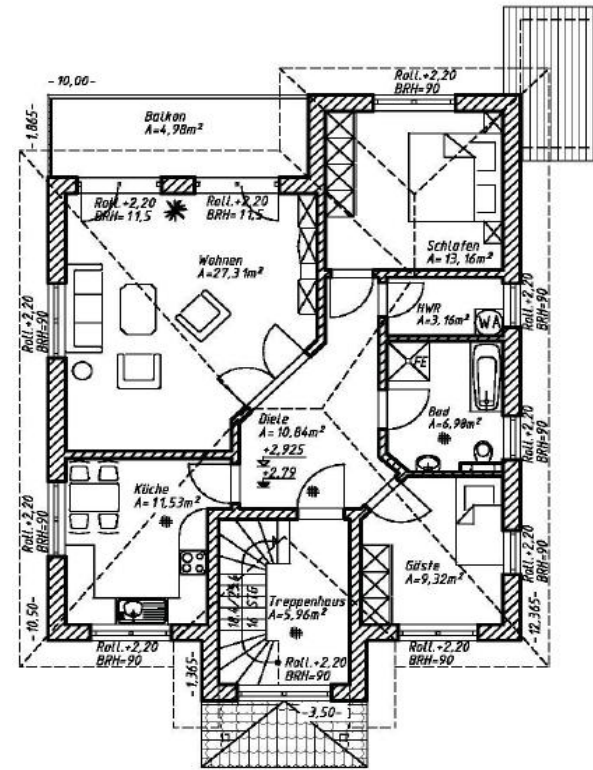 Roll.+2,20
BRH=90
-10,00-
-1,865-
Balkon
A=4,98m²
Roll.+2,20
BRH= 11,5
Roll.+2,20
A= 11,5
Schlafen
A= 13,16m²
Wohnen
A=27,31m²
Roll.+2,20
BRH=90
HWR
A=3,16m²
WA
Roll.+2,20
BRH=90
FE
Bad
A=6,98m²
Roll.+2,20
BRH=90
Diele
A= 10,84m²
+2,925
+2,79
Küche
A= 11,53m²
Roll.+2,20
BRH=90
Gäste
A=9,32m²
Roll.+2,20
BRH=90
16 STG
Treppenhaus
A=5,96m²
-10,50-
-12,365-
Roll.+2,20
BRH=90
-1,365-
Roll.+2,20
BRH=90
Roll.+2,20
BRH=90
-3,50-